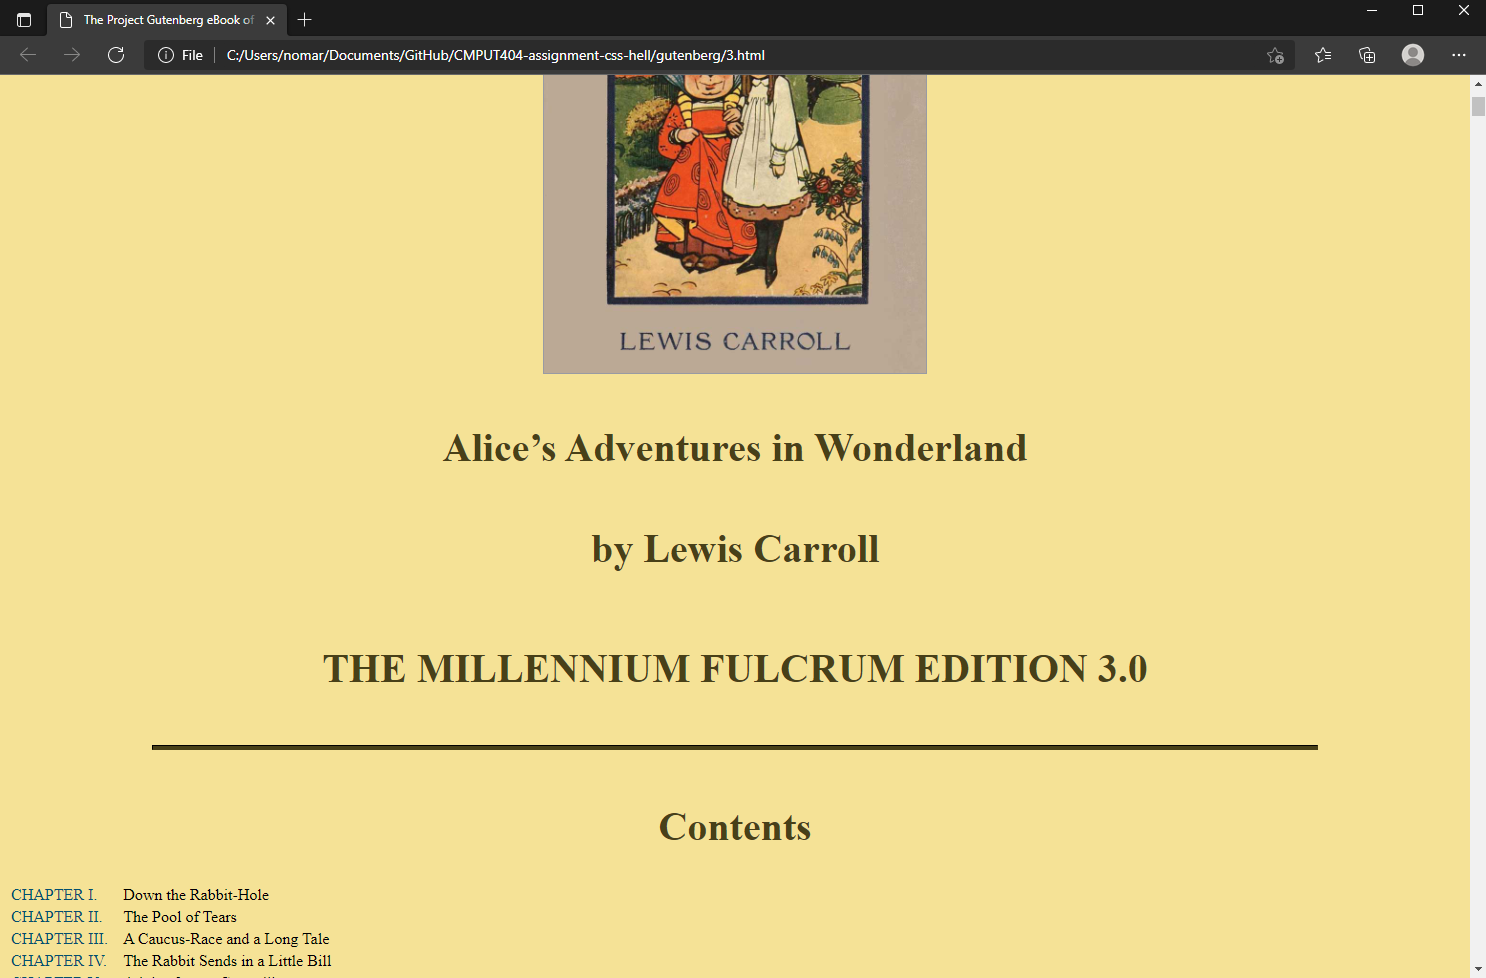 The Project Gutenberg eBook of
File
C:/Users/nomar/Documents/GitHub/CMPUT404-assignment-css-hell/gutenberg/3.html
LEWIS CARROLL
Alice’s Adventures in Wonderland
by Lewis Carroll
THE MILLENNIUM FULCRUM EDITION 3.0
Contents
CHAPTER I. Down the Rabbit-Hole
CHAPTER II. The Pool of Tears
CHAPTER III. A Caucus-Race and a Long Tale
CHAPTER IV. The Rabbit Sends in a Little Bill